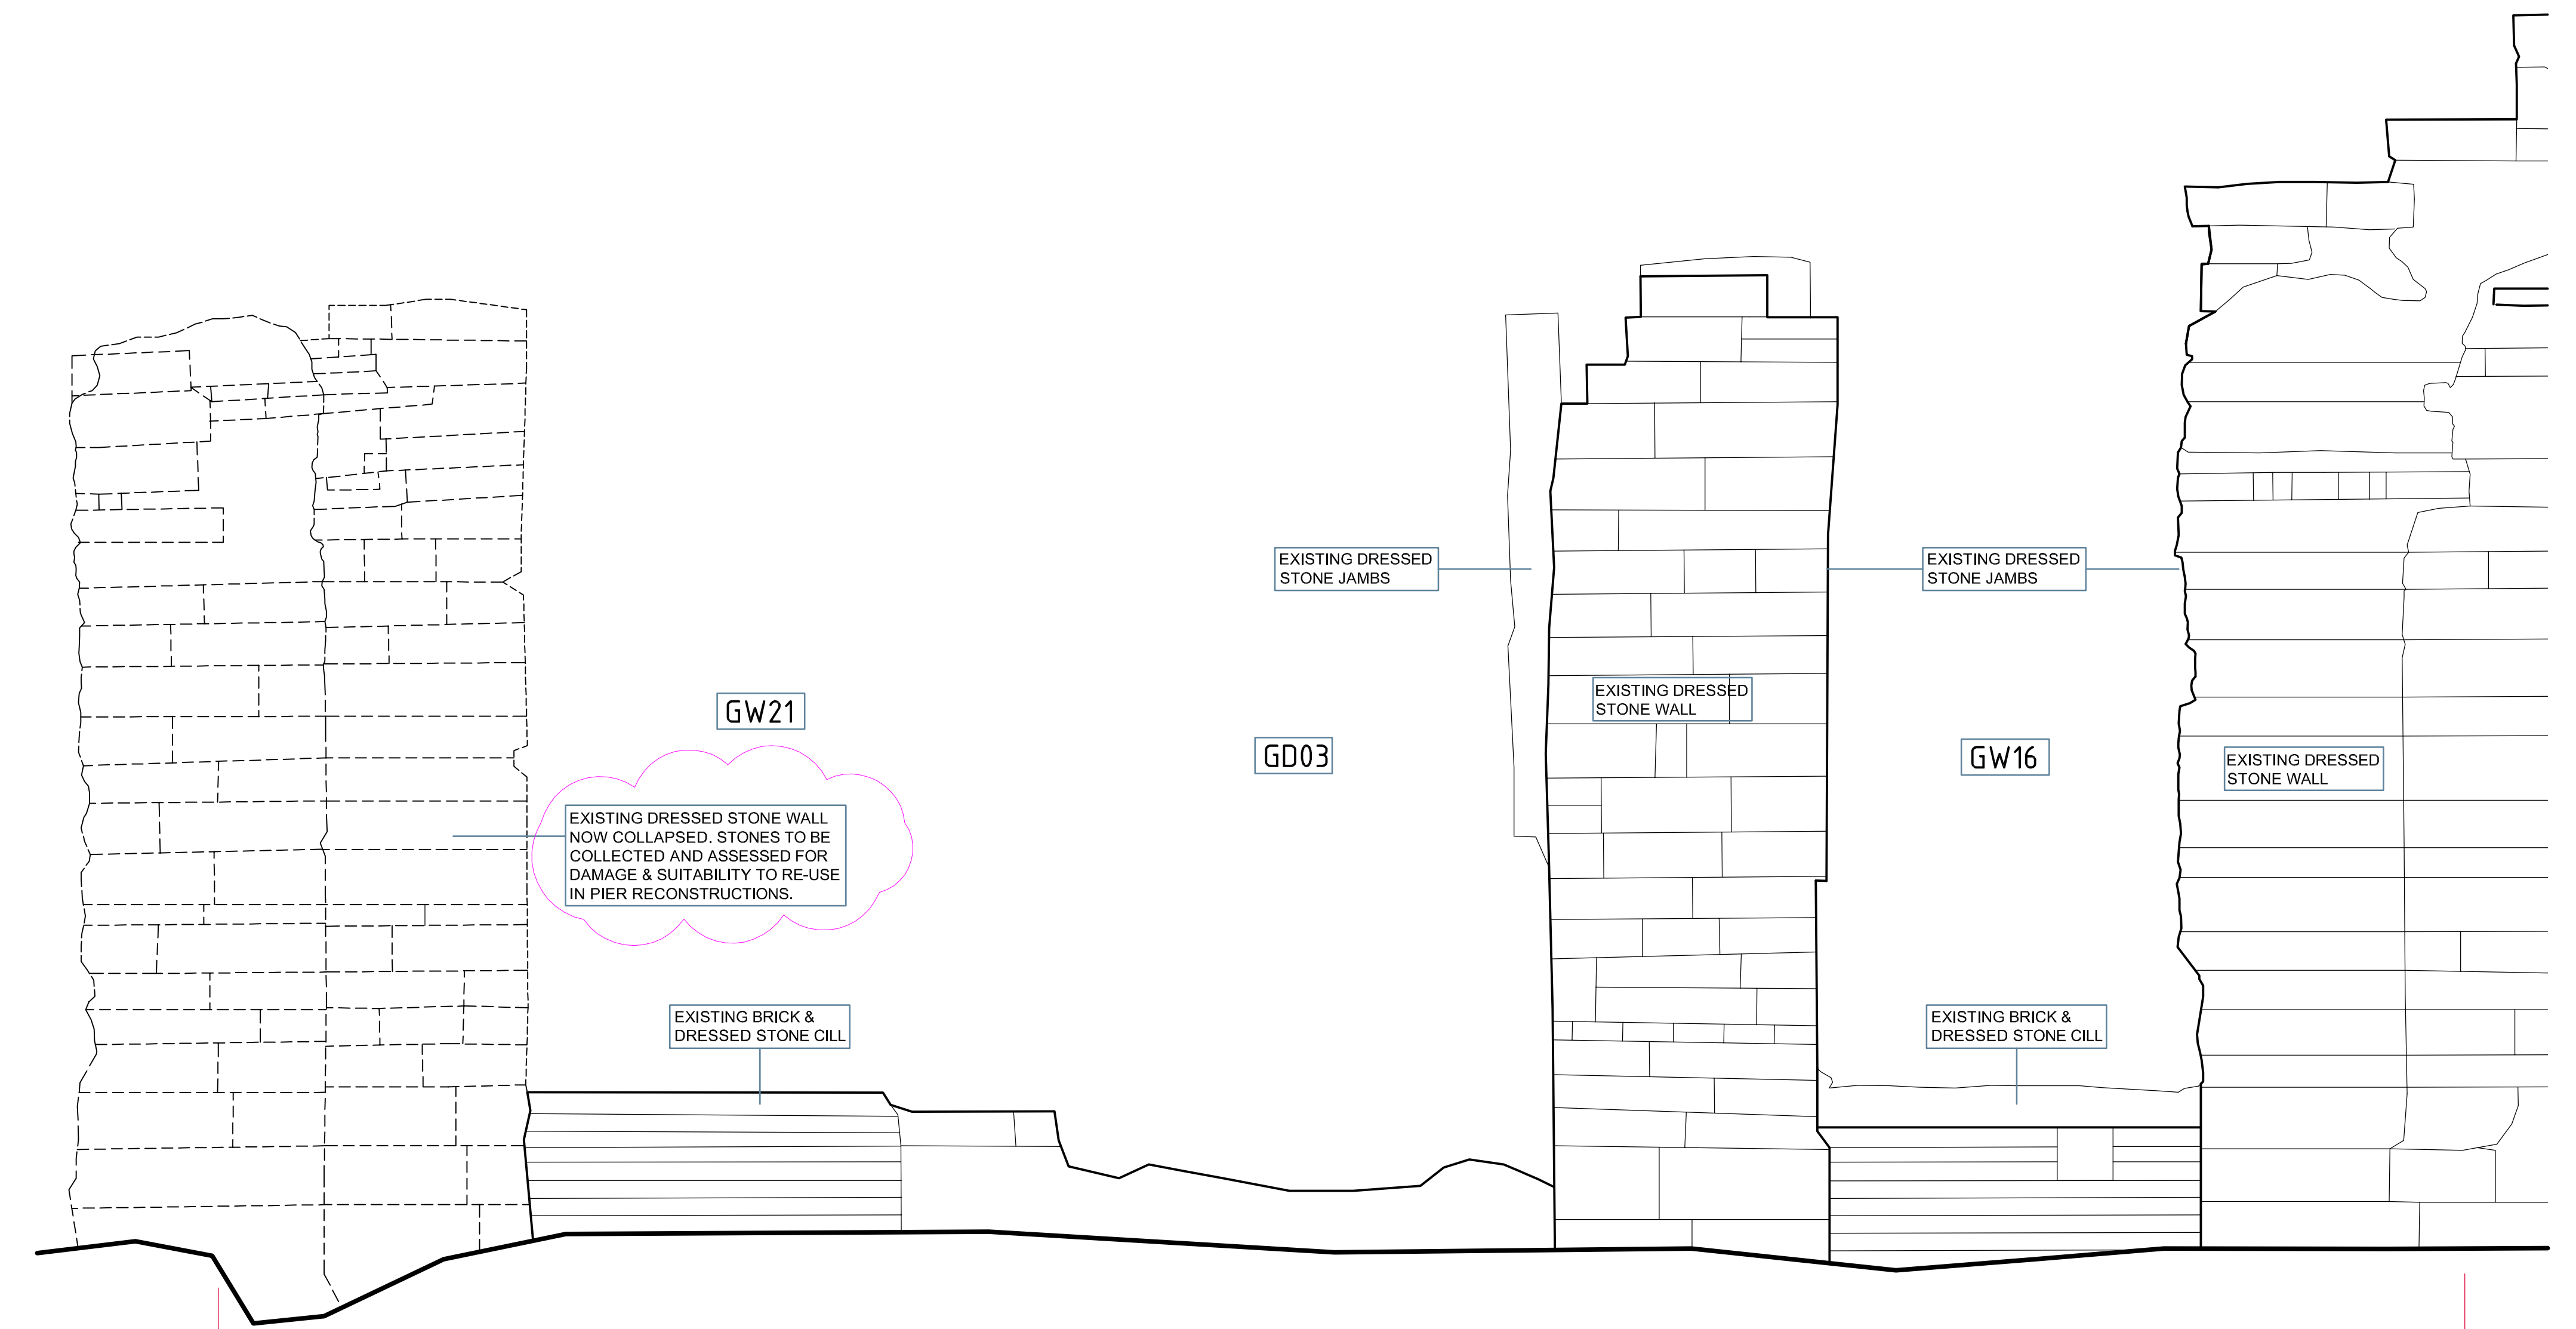 EXISTING DRESSED
STONE JAMBS
EXISTING DRESSED
STONE JAMBS
EXISTING DRESSED
STONE WALL
GW21
GD03
GW16
EXISTING DRESSED
STONE WALL
EXISTING DRESSED STONE WALL
NOW COLLAPSED. STONES TO BE
COLLECTED AND ASSESSED FOR
DAMAGE & SUITABILITY TO RE-USE
IN PIER RECONSTRUCTIONS.
EXISTING BRICK &
DRESSED STONE CILL
EXISTING BRICK &
DRESSED STONE CILL